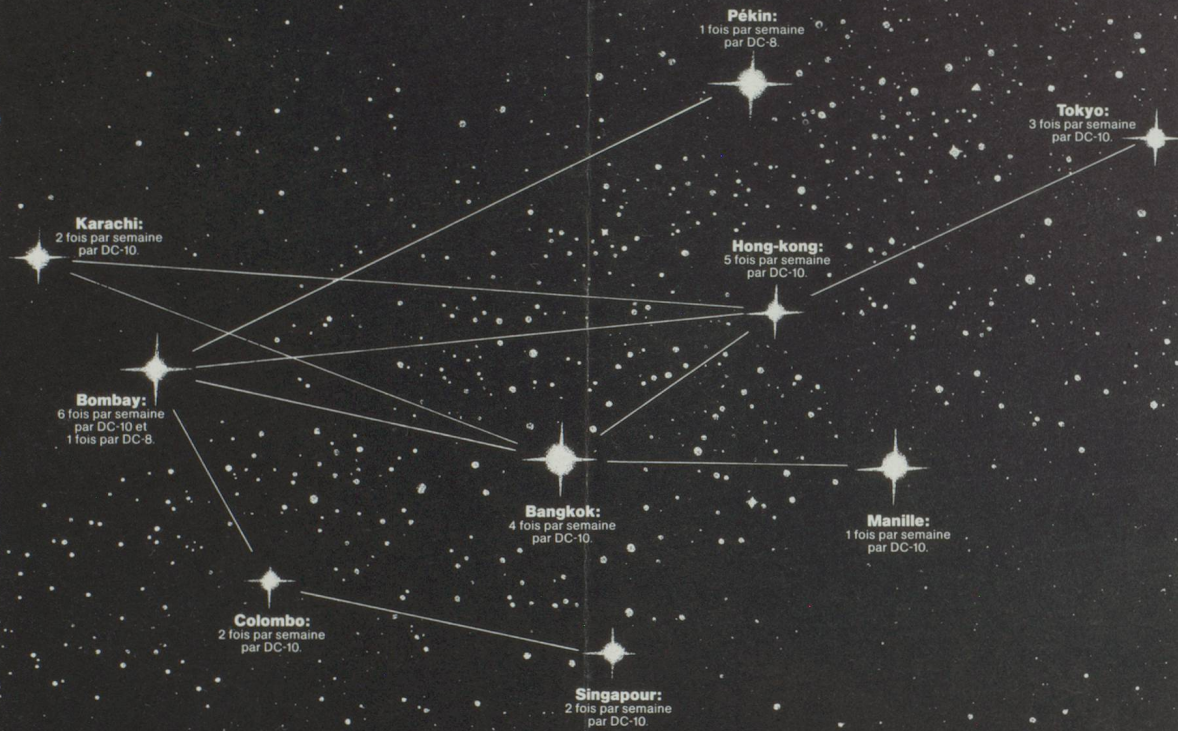 Pékin:
1 fois par semaine
par DC-8.
Tokyo:
3 fois par semaine
par DC-10.
Karachi:
2 fois par semaine
par DC-10.
Hong-kong:
5 fois par semaine
par DC-10.
Bombay:
6 fois par semaine
par DC-10 et
1 fois par DC-8.
Bangkok:
4 fois par semaine
par DC-10.
Manille:
1 fois par semaine
par DC-10.
Colombo:
2 fois par semaine
par DC-10.
Singapour:
2 fois par semaine
par DC-10.